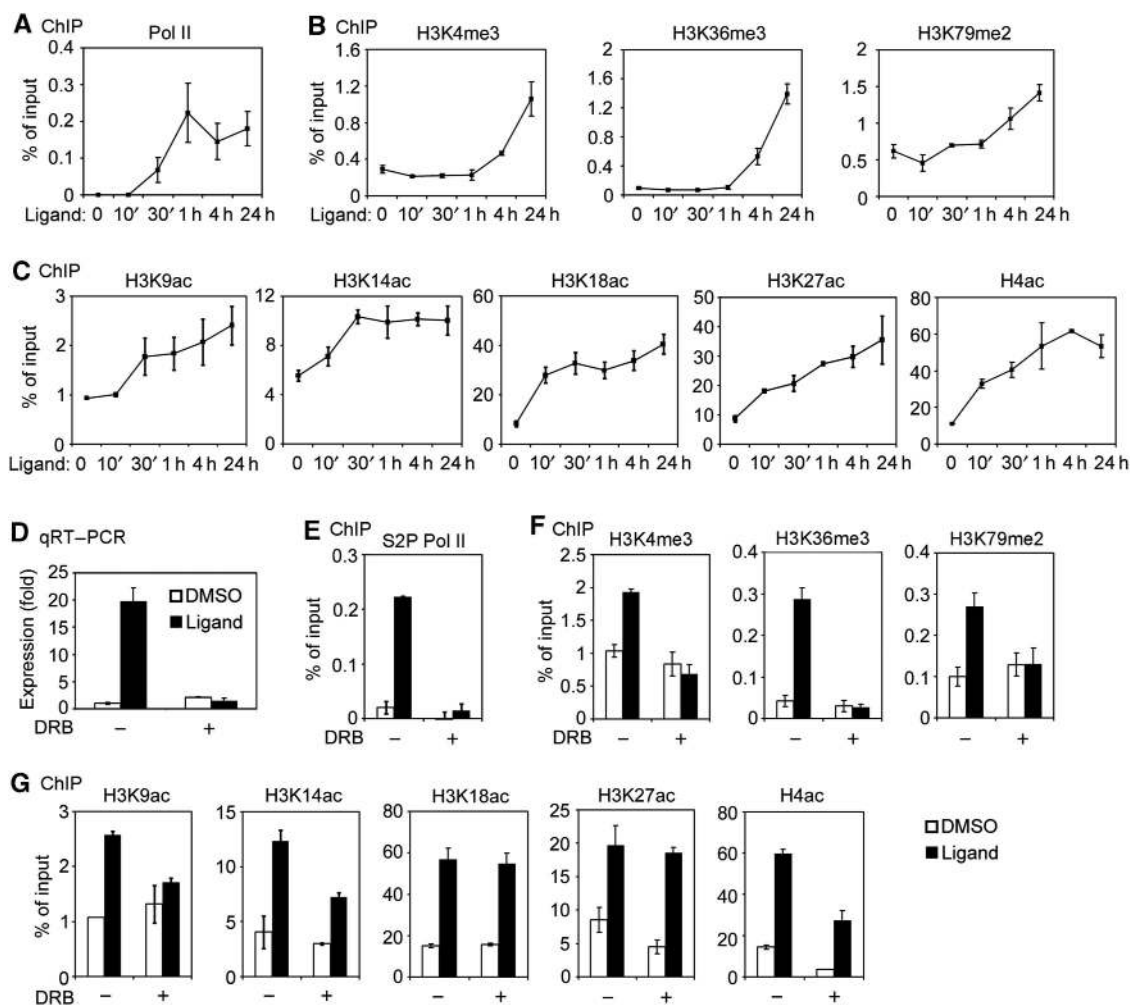 A ChIP
Pol II
% of input
0.4
0.3
0.2
0.1
0
Ligand: 0 10′ 30′ 1 h 4 h 24 h
B ChIP
H3K4me3
1.6
1.2
0.8
0.4
0
Ligand: 0 10′ 30′ 1 h 4 h 24 h
H3K36me3
2
1.6
1.2
0.8
0.4
0
0 10′ 30′ 1 h 4 h 24 h
H3K79me2
2
1.5
1
0.5
0
0 10′ 30′ 1 h 4 h 24 h
C ChIP
H3K9ac
% of input
3
2
1
0
Ligand: 0 10′ 30′ 1 h 4 h 24 h
H3K14ac
12
9
6
3
0
0 10′ 30′ 1 h 4 h 24 h
H3K18ac
60
40
20
0
0 10′ 30′ 1 h 4 h 24 h
H3K27ac
50
40
30
20
10
0
0 10′ 30′ 1 h 4 h 24 h
H4ac
80
60
40
20
0
0 10′ 30′ 1 h 4 h 24 h
D qRT–PCR
Expression (fold)
25
20
15
10
5
0
DMSO
Ligand
DRB – +
E ChIP
S2P Pol II
% of input
0.3
0.2
0.1
0
DRB – +
F ChIP
H3K4me3
% of input
2.5
2
1.5
1
0.5
0
DRB – +
H3K36me3
0.4
0.3
0.2
0.1
0
– +
H3K79me2
0.4
0.3
0.2
0.1
0
– +
G ChIP
H3K9ac
% of input
3
2
1
0
DRB – +
H3K14ac
15
10
5
0
– +
H3K18ac
80
60
40
20
0
– +
H3K27ac
25
20
15
10
5
0
– +
H4ac
80
60
40
20
0
– +
DMSO
Ligand